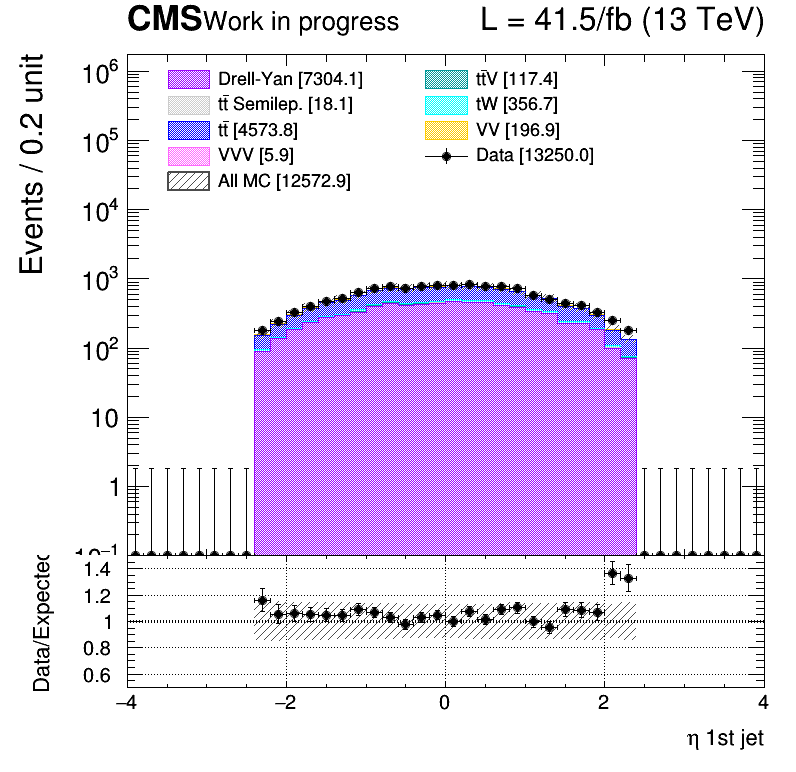 CMS Work in progress L = 41.5/fb (13 TeV)
Events / 0.2 unit
10⁶
10⁵
10⁴
10³
10²
10
1
10⁻¹
Drell-Yan [7304.1]
tt̄ Semilep. [18.1]
tt̄ [4573.8]
VVV [5.9]
All MC [12572.9]
tt̄V [117.4]
tW [356.7]
VV [196.9]
Data [13250.0]
Data/Expected
1.4
1.2
1
0.8
0.6
−4 −2 0 2 4
η 1st jet